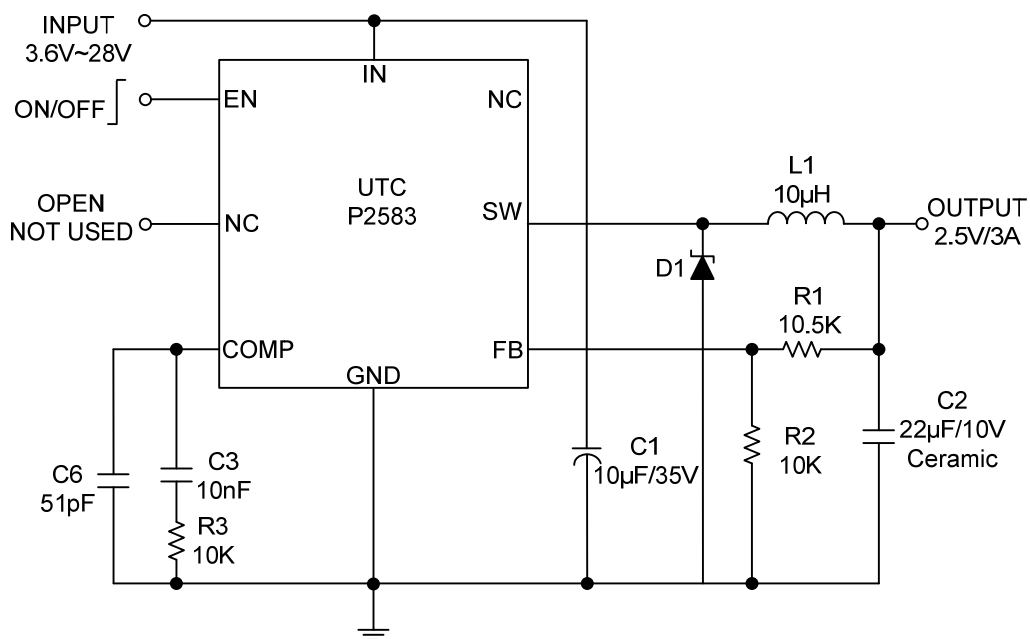 INPUT
3.6V~28V
IN
ON/OFF
EN
NC
OPEN
NOT USED
NC
UTC
P2583
SW
L1
10µH
OUTPUT
2.5V/3A
D1
R1
10.5K
COMP
FB
GND
C6
51pF
C3
10nF
R3
10K
C1
10µF/35V
R2
10K
C2
22µF/10V
Ceramic